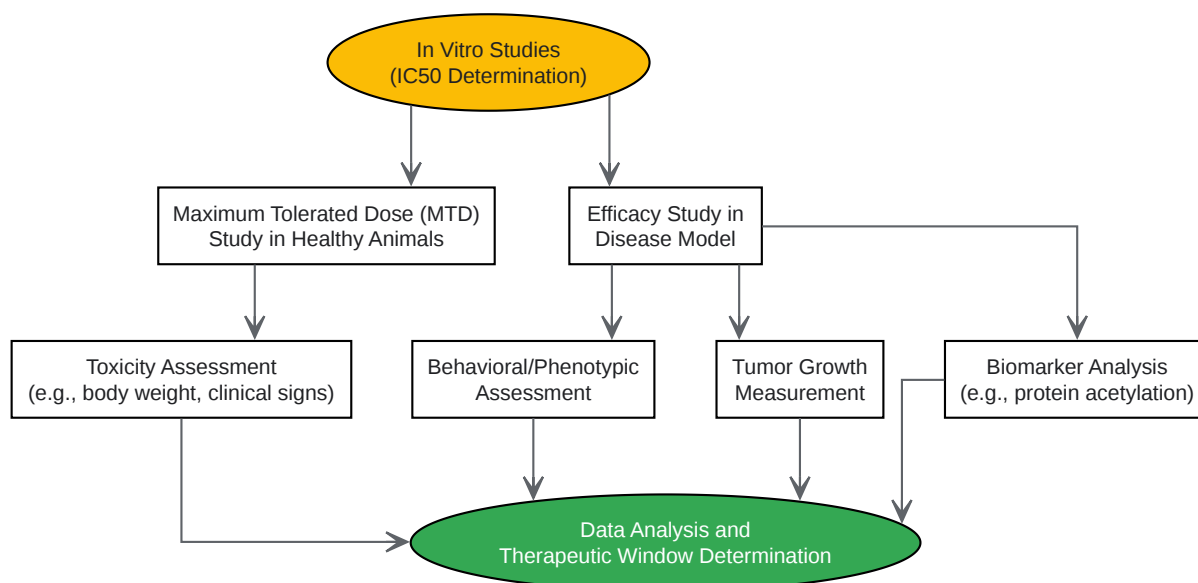 In Vitro Studies
(IC50 Determination)
Maximum Tolerated Dose (MTD)
Study in Healthy Animals
Efficacy Study in
Disease Model
Toxicity Assessment
(e.g., body weight, clinical signs)
Behavioral/Phenotypic
Assessment
Tumor Growth
Measurement
Biomarker Analysis
(e.g., protein acetylation)
Data Analysis and
Therapeutic Window Determination